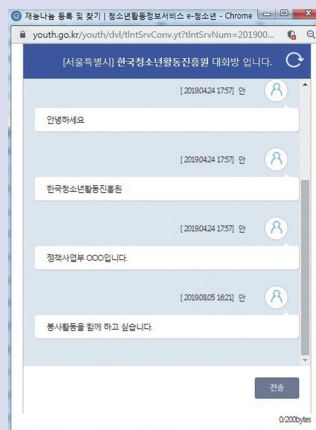 재능나눔 등록 및 찾기 | 청소년활동정보서비스 e-청소년 - Chrome
youth.go.kr/youth/dvl/tlntSrvConv.yt?tlntSrvNum=201900...
[서울특별시] 한국청소년활동진흥원 대화방 입니다.
[ 2019.04.24 17:57] 안
안녕하세요
[ 2019.04.24 17:57] 안
한국청소년활동진흥원
[ 2019.04.24 17:57] 안
정책사업부 OOO입니다.
[ 2019.08.05 16:21] 안
봉사활동을 함께 하고 싶습니다.
전송
0/200bytes